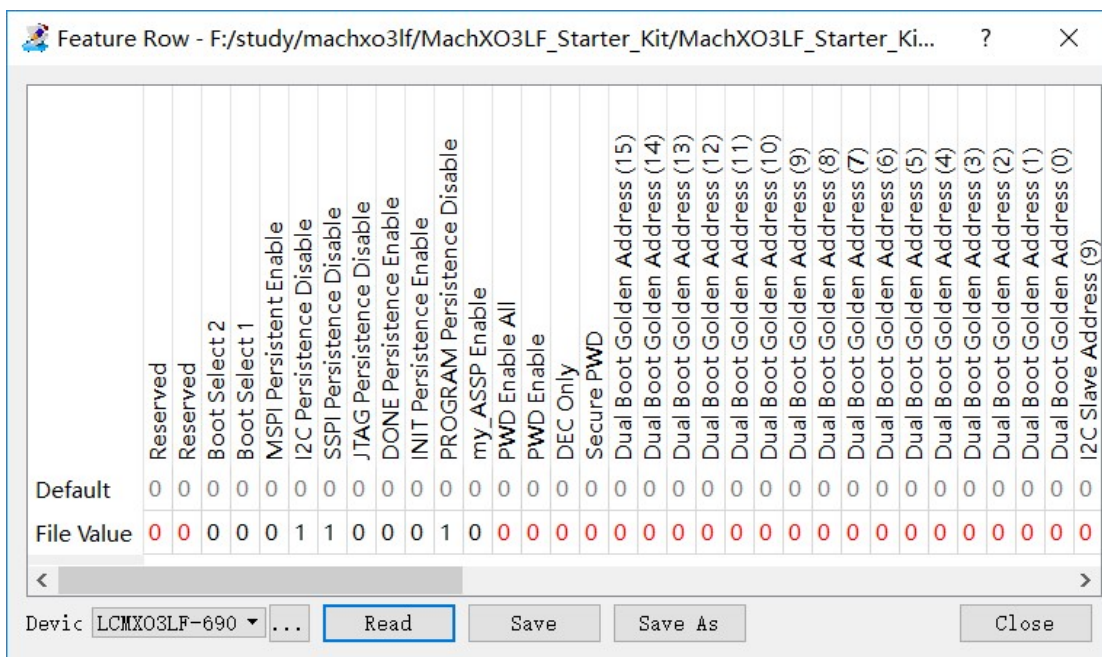 Feature Row - F:/study/machxo3lf/MachXO3LF_Starter_Kit/MachXO3LF_Starter_Ki... ? ×
Reserved
Reserved
Boot Select 2
Boot Select 1
MSPI Persistent Enable
I2C Persistence Disable
SSPI Persistence Disable
JTAG Persistence Disable
DONE Persistence Enable
INIT Persistence Enable
PROGRAM Persistence Disable
my_ASSP Enable
PWD Enable All
PWD Enable
DEC Only
Secure PWD
Dual Boot Golden Address (15)
Dual Boot Golden Address (14)
Dual Boot Golden Address (13)
Dual Boot Golden Address (12)
Dual Boot Golden Address (11)
Dual Boot Golden Address (10)
Dual Boot Golden Address (9)
Dual Boot Golden Address (8)
Dual Boot Golden Address (7)
Dual Boot Golden Address (6)
Dual Boot Golden Address (5)
Dual Boot Golden Address (4)
Dual Boot Golden Address (3)
Dual Boot Golden Address (2)
Dual Boot Golden Address (1)
Dual Boot Golden Address (0)
I2C Slave Address (9)
Default 0 0 0 0 0 0 0 0 0 0 0 0 0 0 0 0 0 0 0 0 0 0 0 0 0 0 0 0 0 0 0 0 0
File Value 0 0 0 0 0 1 1 0 0 0 1 0 0 0 0 0 0 0 0 0 0 0 0 0 0 0 0 0 0 0 0 0 0
Devic LCMXO3LF-690 ... Read Save Save As Close